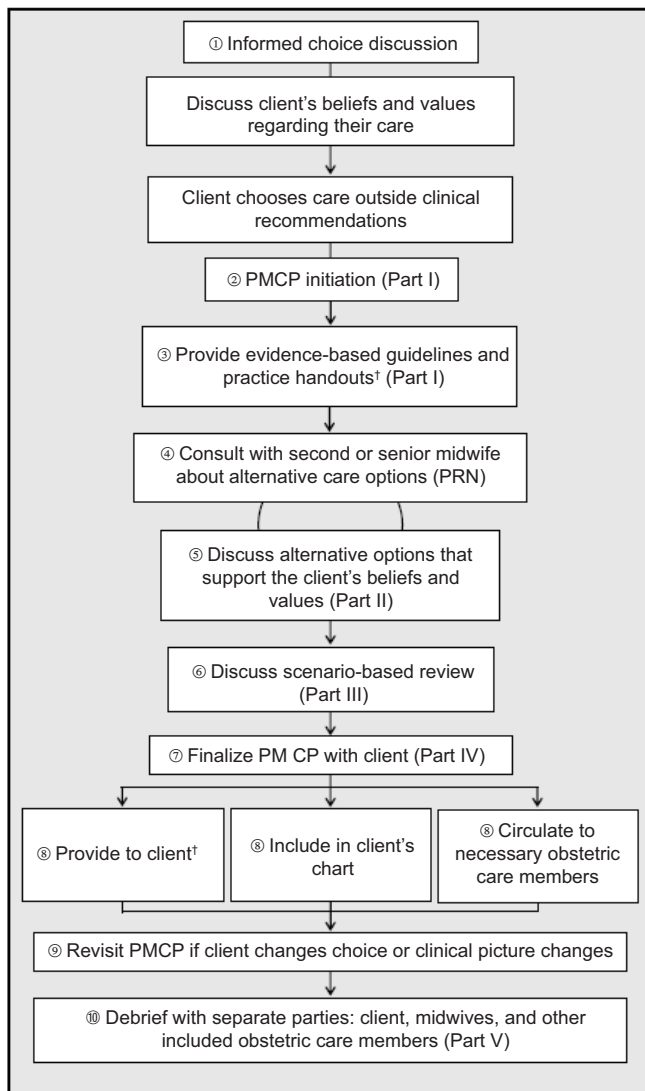 ① Informed choice discussion
Discuss client's beliefs and values
regarding their care
Client chooses care outside clinical
recommendations
② PMCP initiation (Part I)
③ Provide evidence-based guidelines and
practice handouts† (Part I)
④ Consult with second or senior midwife
about alternative care options (PRN)
⑤ Discuss alternative options that
support the client's beliefs and
values (Part II)
⑥ Discuss scenario-based review
(Part III)
⑦ Finalize PM CP with client (Part IV)
⑧ Provide to client†
⑧ Include in client's
chart
⑧ Circulate to
necessary obstetric
care members
⑨ Revisit PMCP if client changes choice or clinical picture changes
⑩ Debrief with separate parties: client, midwives, and other
included obstetric care members (Part V)